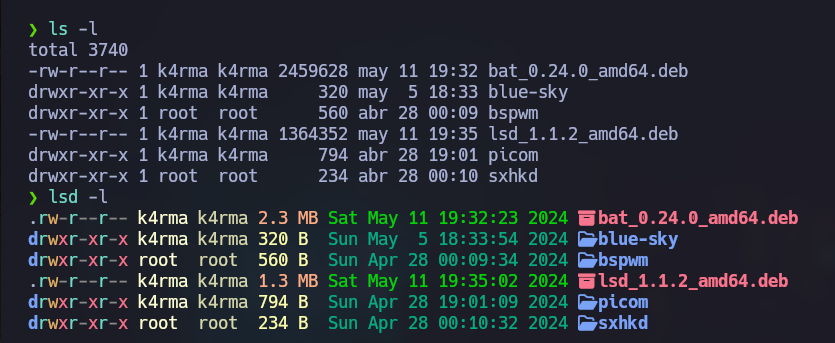 ❯ ls -l
total 3740
-rw-r--r-- 1 k4rma k4rma 2459628 may 11 19:32 bat_0.24.0_amd64.deb
drwxr-xr-x 1 k4rma k4rma     320 may  5 18:33 blue-sky
drwxr-xr-x 1 root  root      560 abr 28 00:09 bspwm
-rw-r--r-- 1 k4rma k4rma 1364352 may 11 19:35 lsd_1.1.2_amd64.deb
drwxr-xr-x 1 k4rma k4rma     794 abr 28 19:01 picom
drwxr-xr-x 1 root  root      234 abr 28 00:10 sxhkd
❯ lsd -l
.rw-r--r-- k4rma k4rma 2.3 MB Sat May 11 19:32:23 2024 bat_0.24.0_amd64.deb
drwxr-xr-x k4rma k4rma 320 B  Sun May  5 18:33:54 2024 blue-sky
drwxr-xr-x root  root  560 B  Sun Apr 28 00:09:34 2024 bspwm
.rw-r--r-- k4rma k4rma 1.3 MB Sat May 11 19:35:02 2024 lsd_1.1.2_amd64.deb
drwxr-xr-x k4rma k4rma 794 B  Sun Apr 28 19:01:09 2024 picom
drwxr-xr-x root  root  234 B  Sun Apr 28 00:10:32 2024 sxhkd